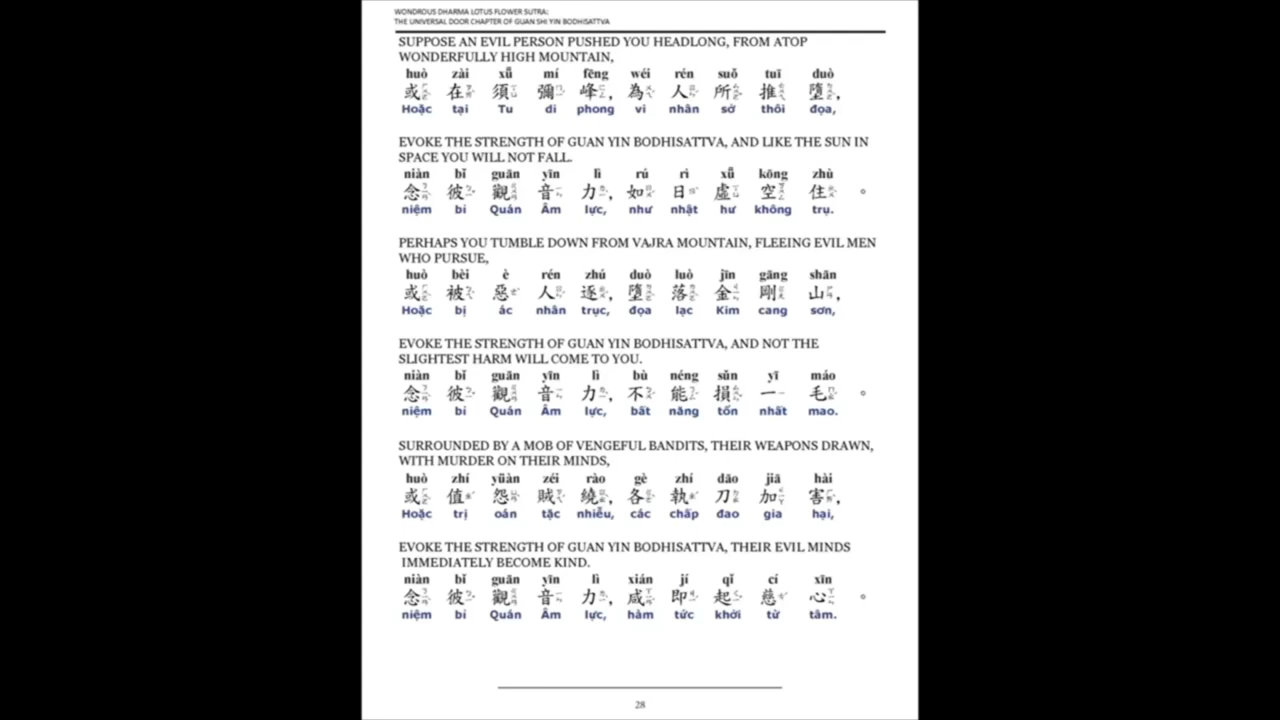 WONDROUS DHARMA LOTUS FLOWER SUTRA;
THE UNIVERSAL DOOR CHAPTER OF GUAN SHI YIN BODHISATTVA
SUPPOSE AN EVIL PERSON PUSHED YOU HEADLONG, FROM ATOP
WONDERFULLY HIGH MOUNTAIN,
huò zài xǖ mí fēng wéi rén suǒ tuī duò
或 在 須 彌 峰, 為 人 所 推 墮,
Hoặc tại Tu di phong vi nhân sở thôi đọa,
EVOKE THE STRENGTH OF GUAN YIN BODHISATTVA, AND LIKE THE SUN IN
SPACE YOU WILL NOT FALL.
niàn bǐ guān yīn lì rú rì xǖ kōng zhù
念 彼 觀 音 力, 如 日 虛 空 住 。
niệm bỉ Quán Âm lực, như nhật hư không trụ.
PERHAPS YOU TUMBLE DOWN FROM VAJRA MOUNTAIN, FLEEING EVIL MEN
WHO PURSUE,
huò bèi è rén zhú duò luò jīn gāng shān
或 被 惡 人 逐, 墮 落 金 剛 山,
Hoặc bị ác nhân trục, đọa lạc Kim cang sơn,
EVOKE THE STRENGTH OF GUAN YIN BODHISATTVA, AND NOT THE
SLIGHTEST HARM WILL COME TO YOU.
niàn bǐ guān yīn lì bù néng sǔn yī máo
念 彼 觀 音 力, 不 能 損 一 毛 。
niệm bỉ Quán Âm lực, bất năng tổn nhất mao.
SURROUNDED BY A MOB OF VENGEFUL BANDITS, THEIR WEAPONS DRAWN,
WITH MURDER ON THEIR MINDS,
huò zhí yüàn zéi rào gè zhí dāo jiā hài
或 值 怨 賊 繞, 各 執 刀 加 害,
Hoặc trị oán tặc nhiễu, các chấp đao gia hại,
EVOKE THE STRENGTH OF GUAN YIN BODHISATTVA, THEIR EVIL MINDS
IMMEDIATELY BECOME KIND.
niàn bǐ guān yīn lì xián jí qǐ cí xīn
念 彼 觀 音 力, 咸 即 起 慈 心 。
niệm bỉ Quán Âm lực, hàm tức khởi từ tâm.
28